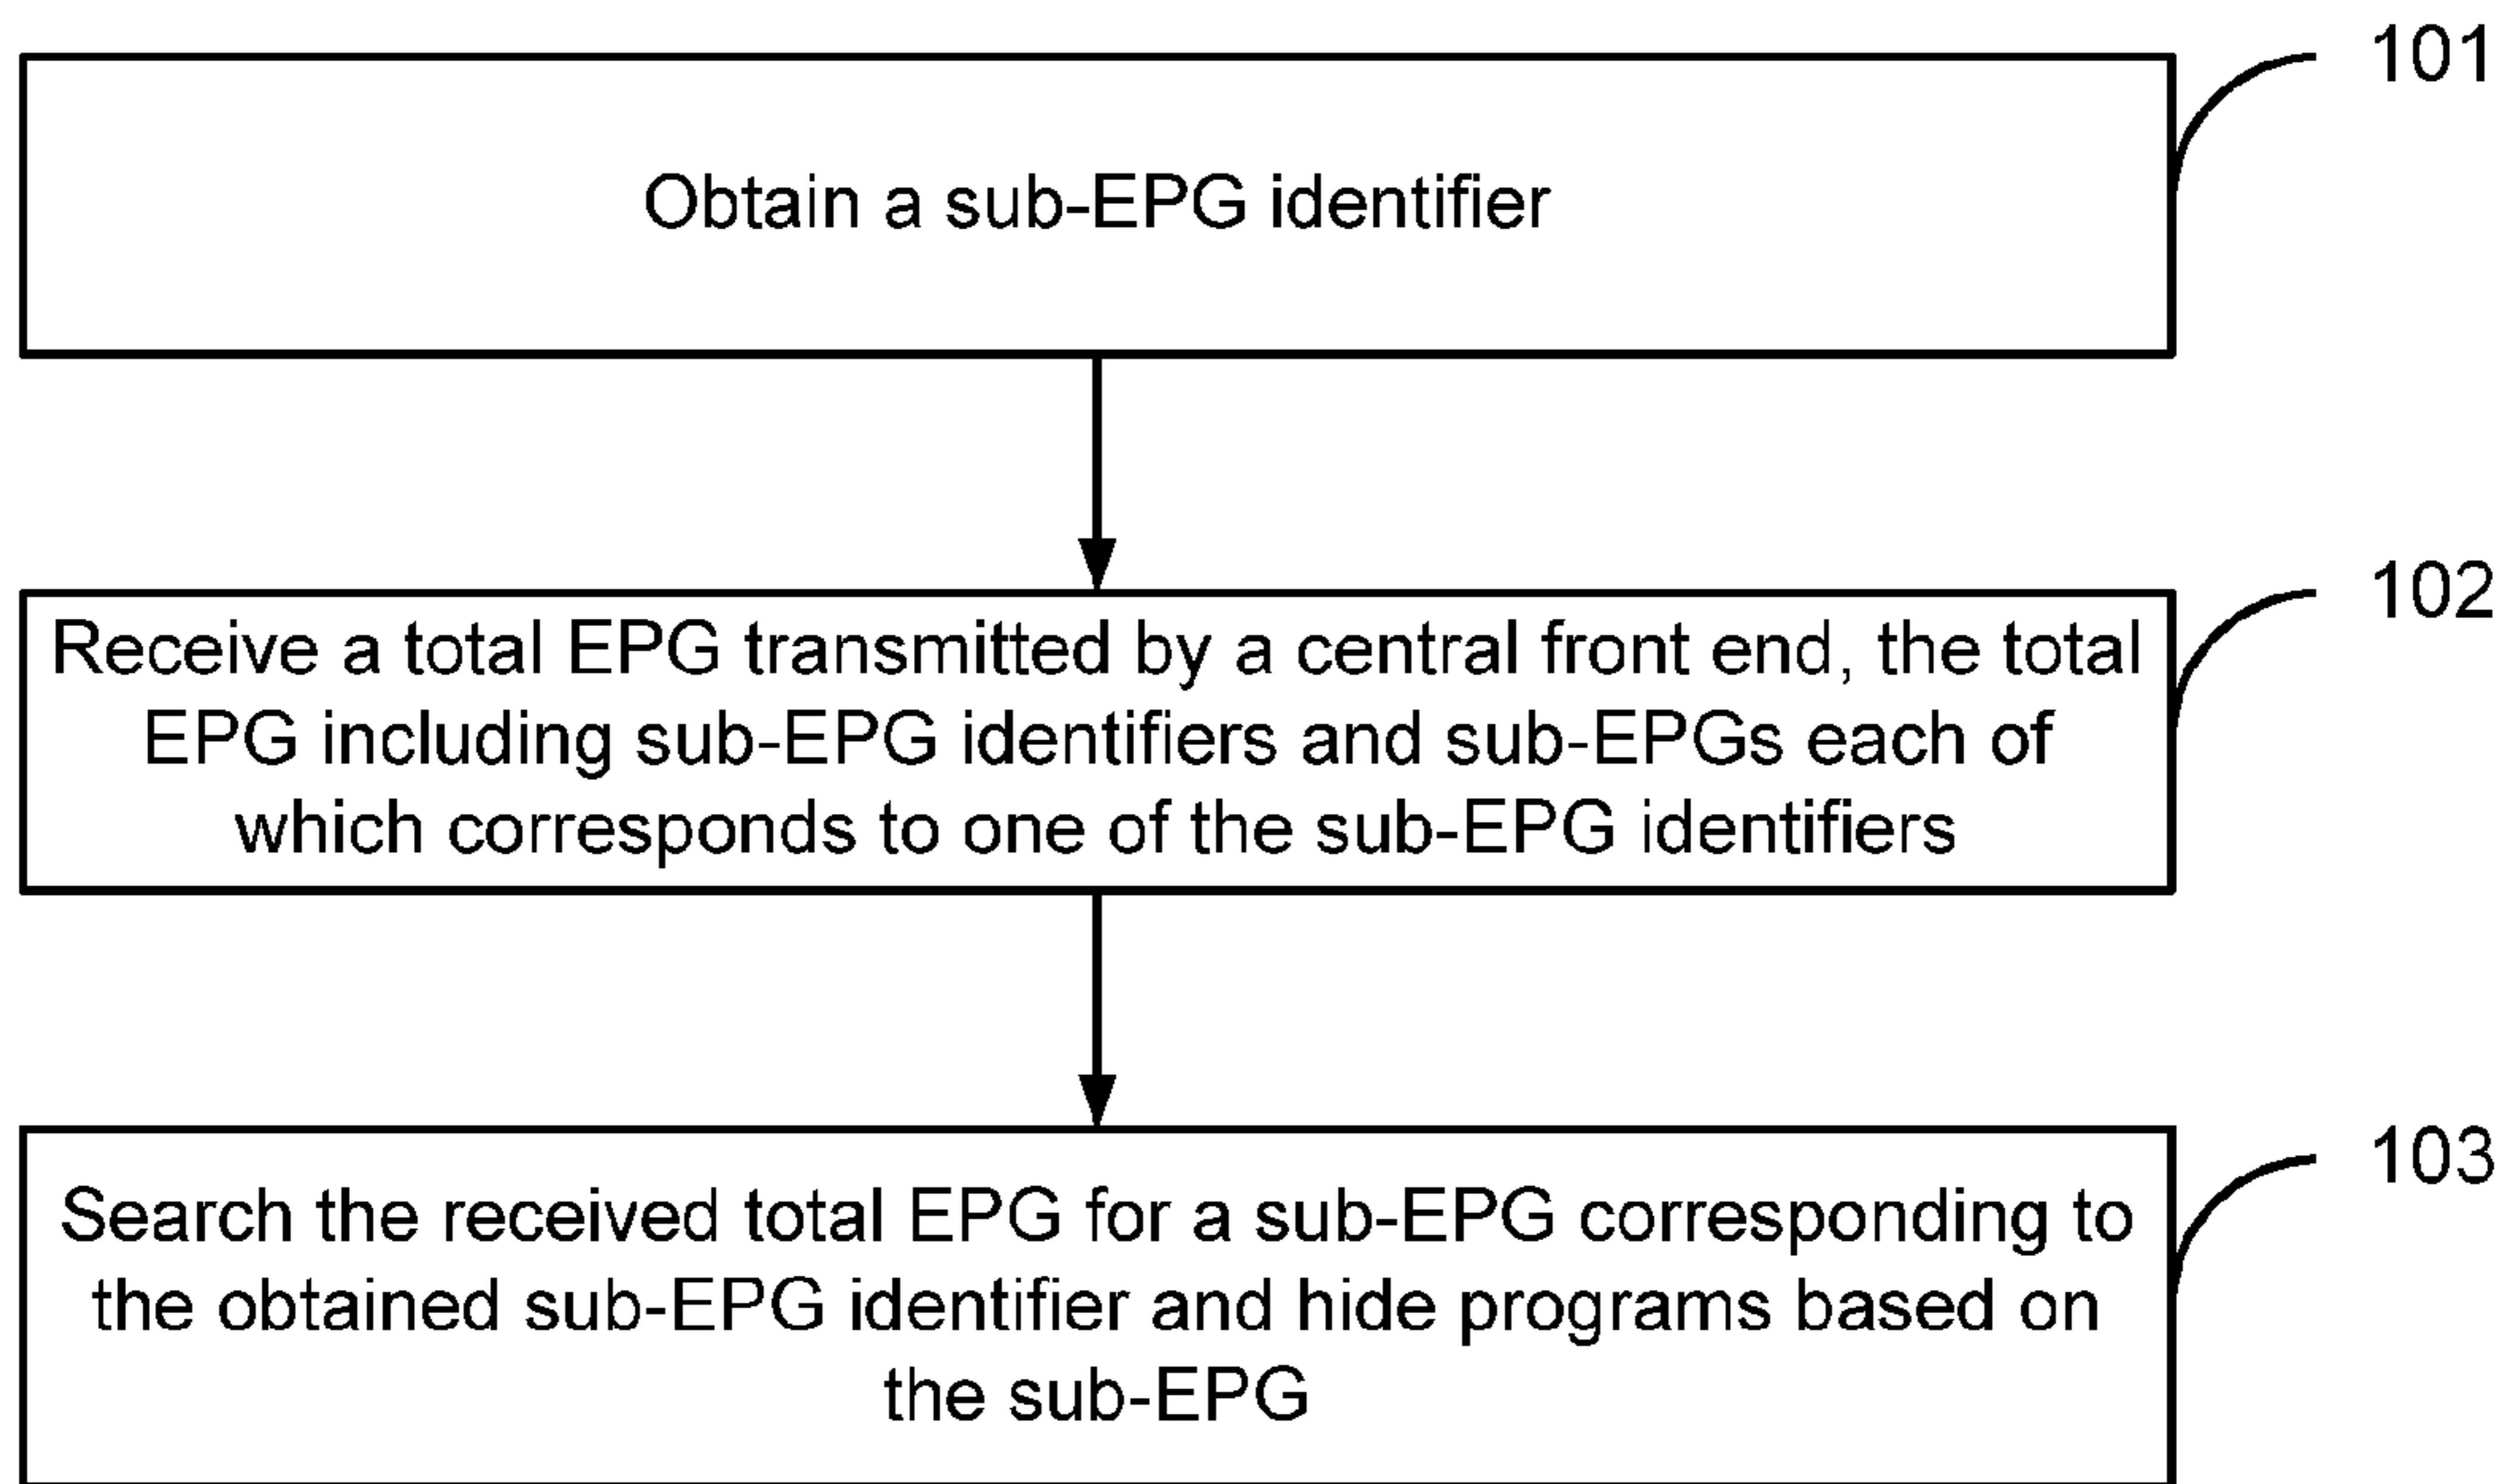 101
Obtain a sub-EPG identifier
102
Receive a total EPG transmitted by a central front end, the total
EPG including sub-EPG identifiers and sub-EPGs each of
which corresponds to one of the sub-EPG identifiers
103
Search the received total EPG for a sub-EPG corresponding to
the obtained sub-EPG identifier and hide programs based on
the sub-EPG